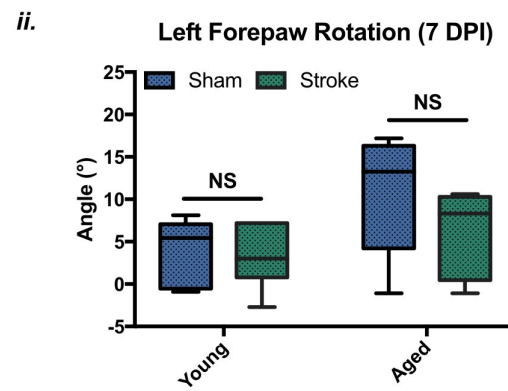 ii.
Left Forepaw Rotation (7 DPI)
Sham Stroke
25
20
15
10
5
0
-5
Angle (°)
NS
NS
Young
Aged